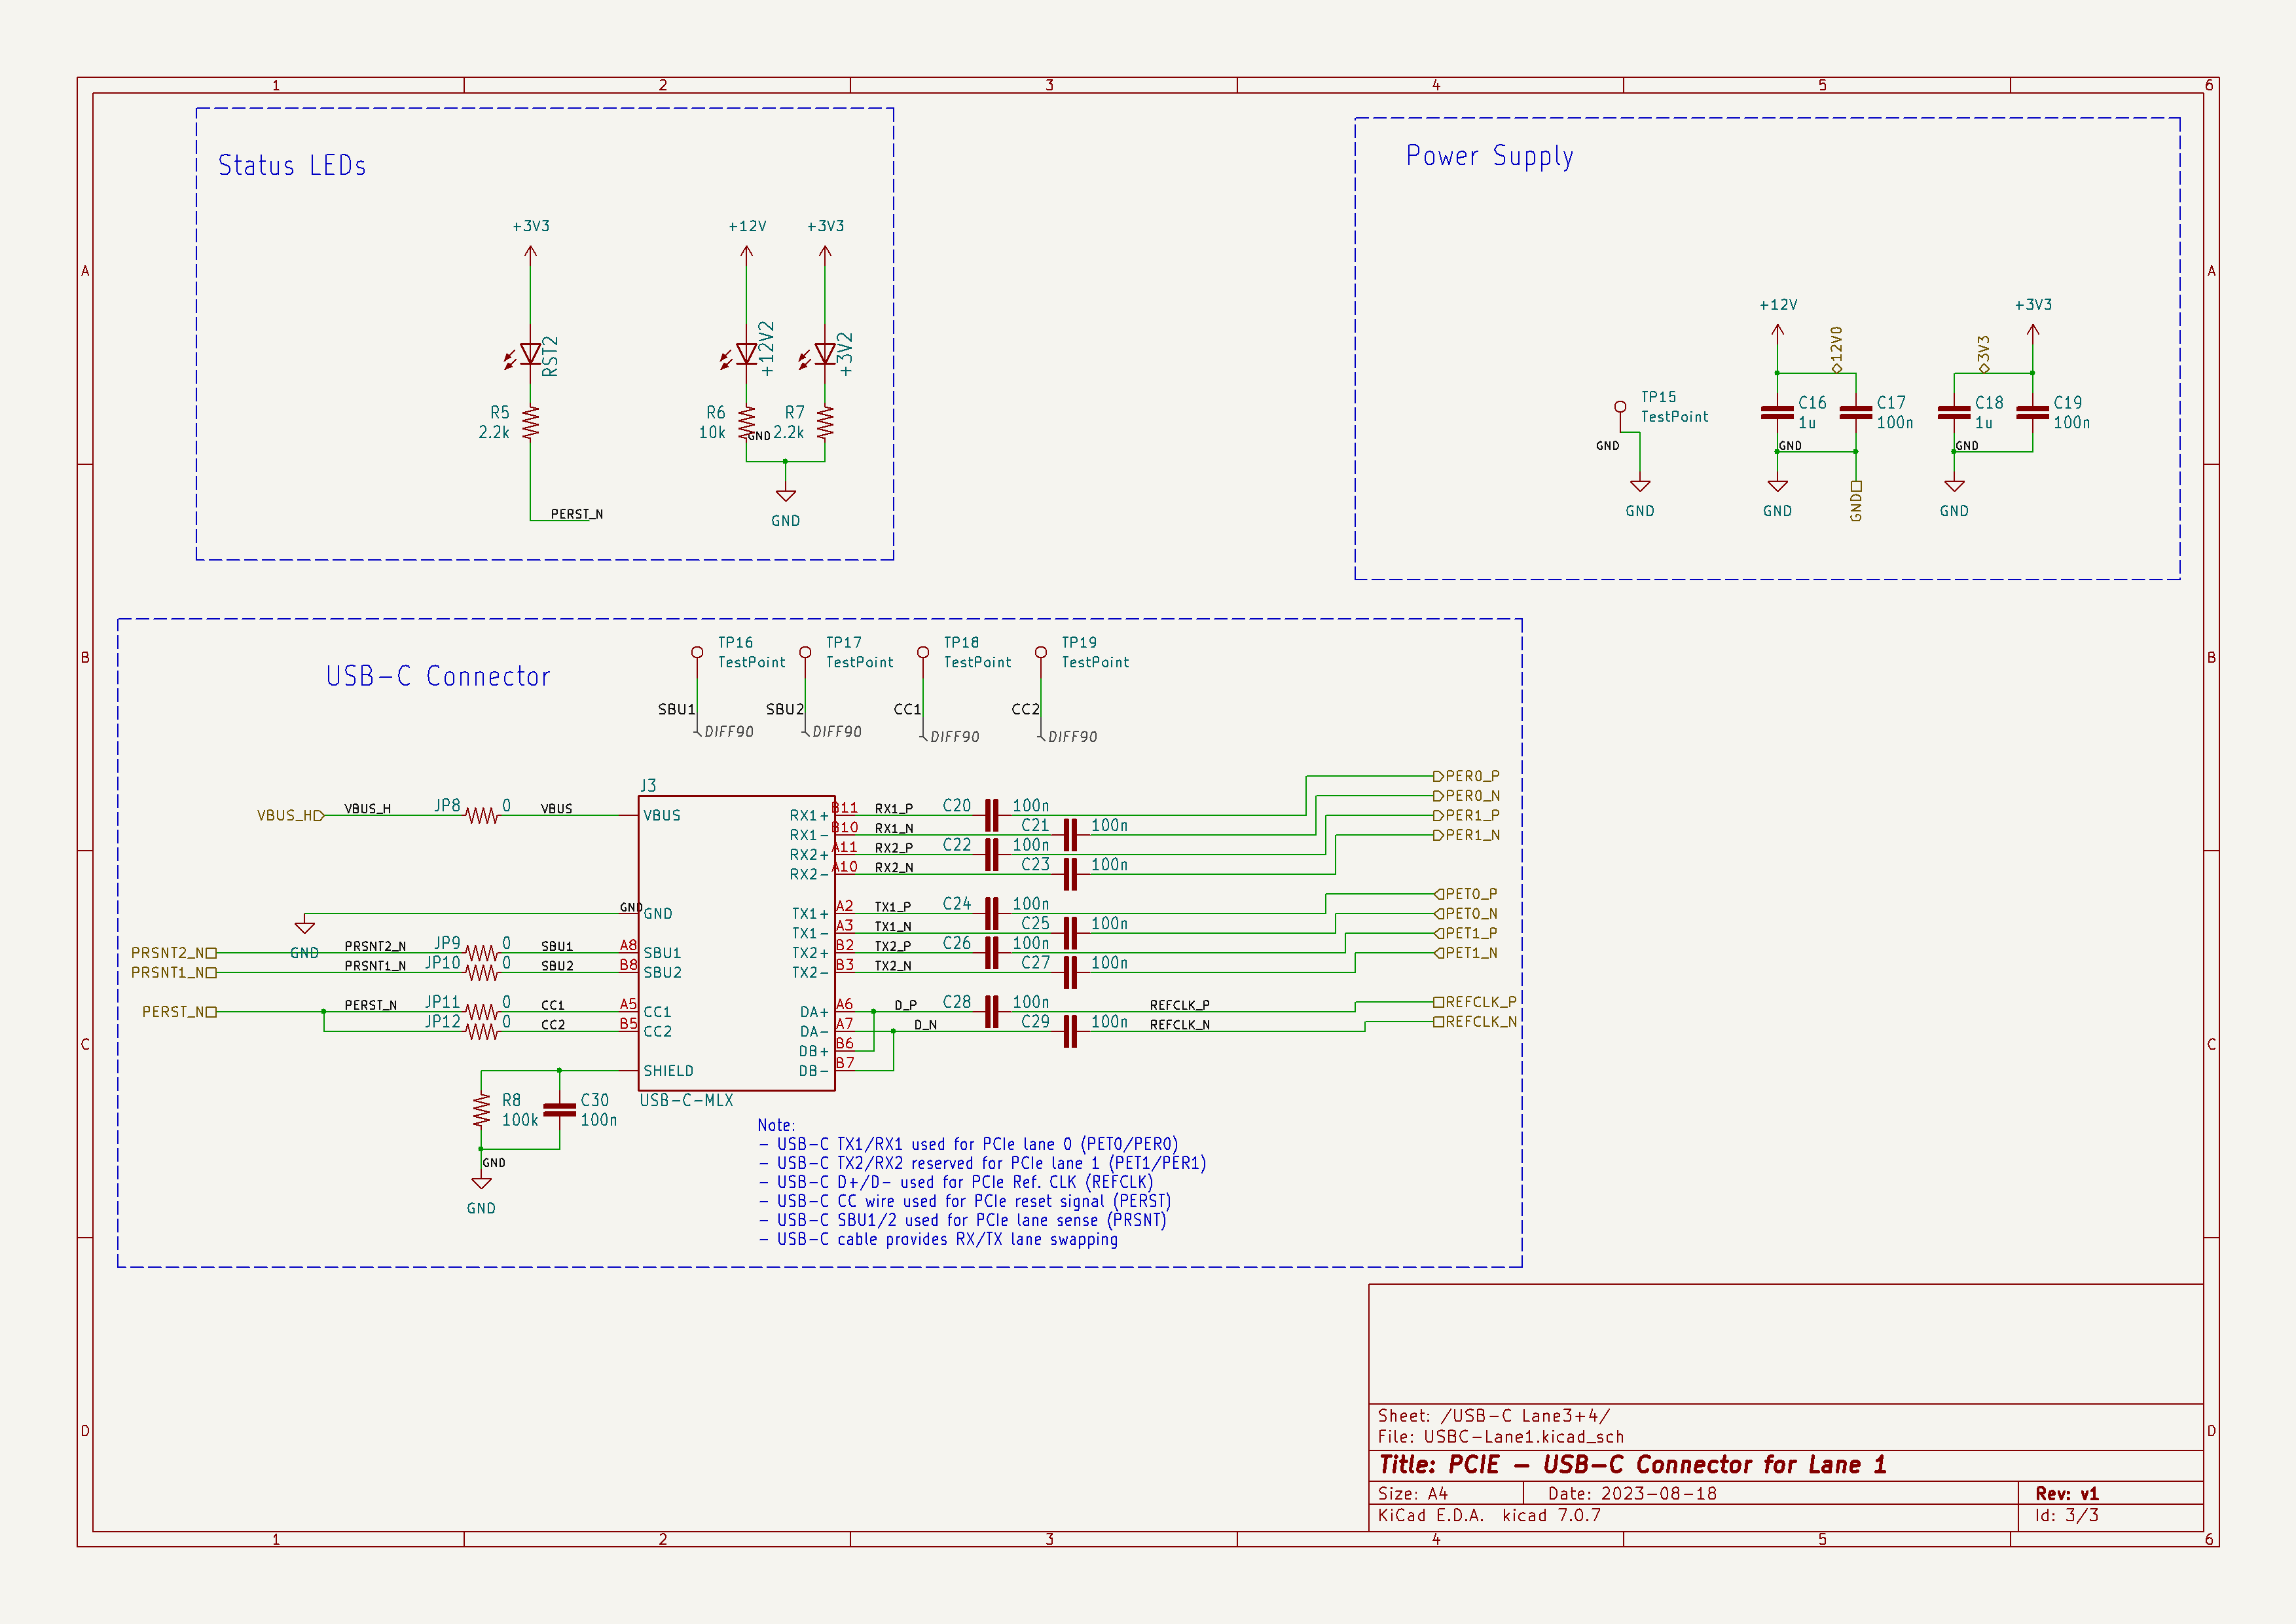 1 2 3 4 5 6
A
B
C
D
A
B
C
D
Status LEDs
+3V3
+12V
+3V3
RST2
+12V2
+3V2
R5
2.2k
R6
10k
R7
2.2k
GND
PERST_N
GND
Power Supply
+12V
+3V3
12V0
3V3
TP15
TestPoint
GND
GND
C16
1u
C17
100n
GND
GND
GND
C18
1u
C19
100n
GND
GND
USB-C Connector
TP16
TestPoint
TP17
TestPoint
TP18
TestPoint
TP19
TestPoint
SBU1
SBU2
CC1
CC2
DIFF90
DIFF90
DIFF90
DIFF90
J3
VBUS_H
VBUS_H
JP8
0
VBUS
VBUS
GND
GND
GND
PRSNT2_N
PRSNT2_N
JP9
0
SBU1
A8
SBU1
PRSNT1_N
PRSNT1_N
JP10
0
SBU2
B8
SBU2
PERST_N
PERST_N
JP11
0
CC1
A5
CC1
JP12
0
CC2
B5
CC2
SHIELD
R8
100k
C30
100n
GND
GND
USB-C-MLX
RX1+
B11
RX1_P
C20
100n
PER0_P
RX1-
B10
RX1_N
C21
100n
PER0_N
RX2+
A11
RX2_P
C22
100n
PER1_P
RX2-
A10
RX2_N
C23
100n
PER1_N
TX1+
A2
TX1_P
C24
100n
PET0_P
TX1-
A3
TX1_N
C25
100n
PET0_N
TX2+
B2
TX2_P
C26
100n
PET1_P
TX2-
B3
TX2_N
C27
100n
PET1_N
DA+
A6
D_P
C28
100n
REFCLK_P
REFCLK_P
DA-
A7
D_N
C29
100n
REFCLK_N
REFCLK_N
DB+
B6
DB-
B7
Note:
- USB-C TX1/RX1 used for PCIe lane 0 (PET0/PER0)
- USB-C TX2/RX2 reserved for PCIe lane 1 (PET1/PER1)
- USB-C D+/D- used for PCIe Ref. CLK (REFCLK)
- USB-C CC wire used for PCIe reset signal (PERST)
- USB-C SBU1/2 used for PCIe lane sense (PRSNT)
- USB-C cable provides RX/TX lane swapping
Sheet: /USB-C Lane3+4/
File: USBC-Lane1.kicad_sch
Title: PCIE - USB-C Connector for Lane 1
Size: A4 Date: 2023-08-18 Rev: v1
KiCad E.D.A. kicad 7.0.7 Id: 3/3
1 2 3 4 5 6